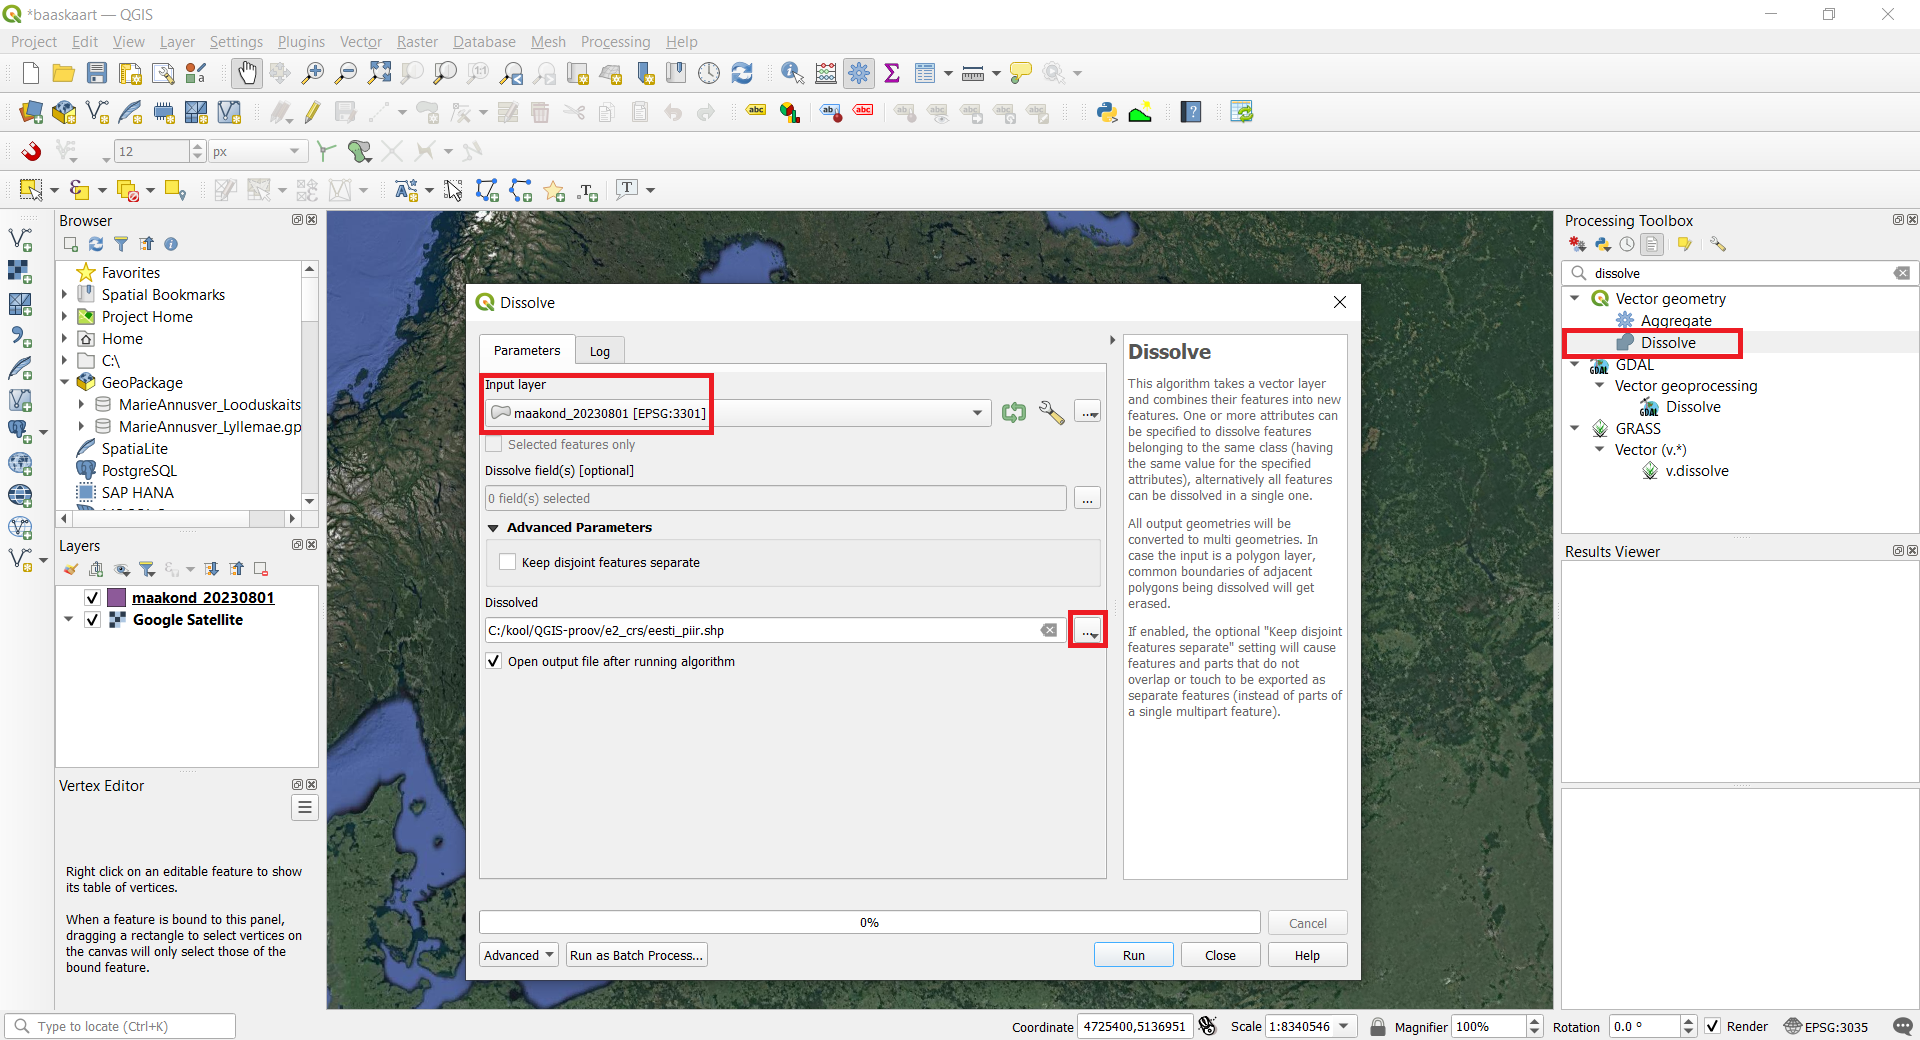 *baaskaart — QGIS
Project Edit View Layer Settings Plugins Vector Raster Database Mesh Processing Help
12 px
Browser
Favorites
Spatial Bookmarks
Project Home
Home
C:\
GeoPackage
MarieAnnusver_Looduskaits
MarieAnnusver_Lyllemae.gp
SpatiaLite
PostgreSQL
SAP HANA
Layers
maakond_20230801
Google Satellite
Vertex Editor
Right click on an editable feature to show
its table of vertices.
When a feature is bound to this panel,
dragging a rectangle to select vertices on
the canvas will only select those of the
bound feature.
Dissolve
Parameters Log
Input layer
maakond_20230801 [EPSG:3301]
Selected features only
Dissolve field(s) [optional]
0 field(s) selected
...
Advanced Parameters
Keep disjoint features separate
Dissolved
C:/kool/QGIS-proov/e2_crs/eesti_piir.shp
...
Open output file after running algorithm
Dissolve
This algorithm takes a vector layer
and combines their features into new
features. One or more attributes can
be specified to dissolve features
belonging to the same class (having
the same value for the specified
attributes), alternatively all features
can be dissolved in a single one.
All output geometries will be
converted to multi geometries. In
case the input is a polygon layer,
common boundaries of adjacent
polygons being dissolved will get
erased.
If enabled, the optional "Keep disjoint
features separate" setting will cause
features and parts that do not
overlap or touch to be exported as
separate features (instead of parts of
a single multipart feature).
0%
Cancel
Advanced Run as Batch Process... Run Close Help
Processing Toolbox
dissolve
Vector geometry
Aggregate
Dissolve
GDAL
Vector geoprocessing
Dissolve
GRASS
Vector (v.*)
v.dissolve
Results Viewer
Type to locate (Ctrl+K)
Coordinate 4725400,5136951 Scale 1:8340546 Magnifier 100% Rotation 0.0 ° Render EPSG:3035